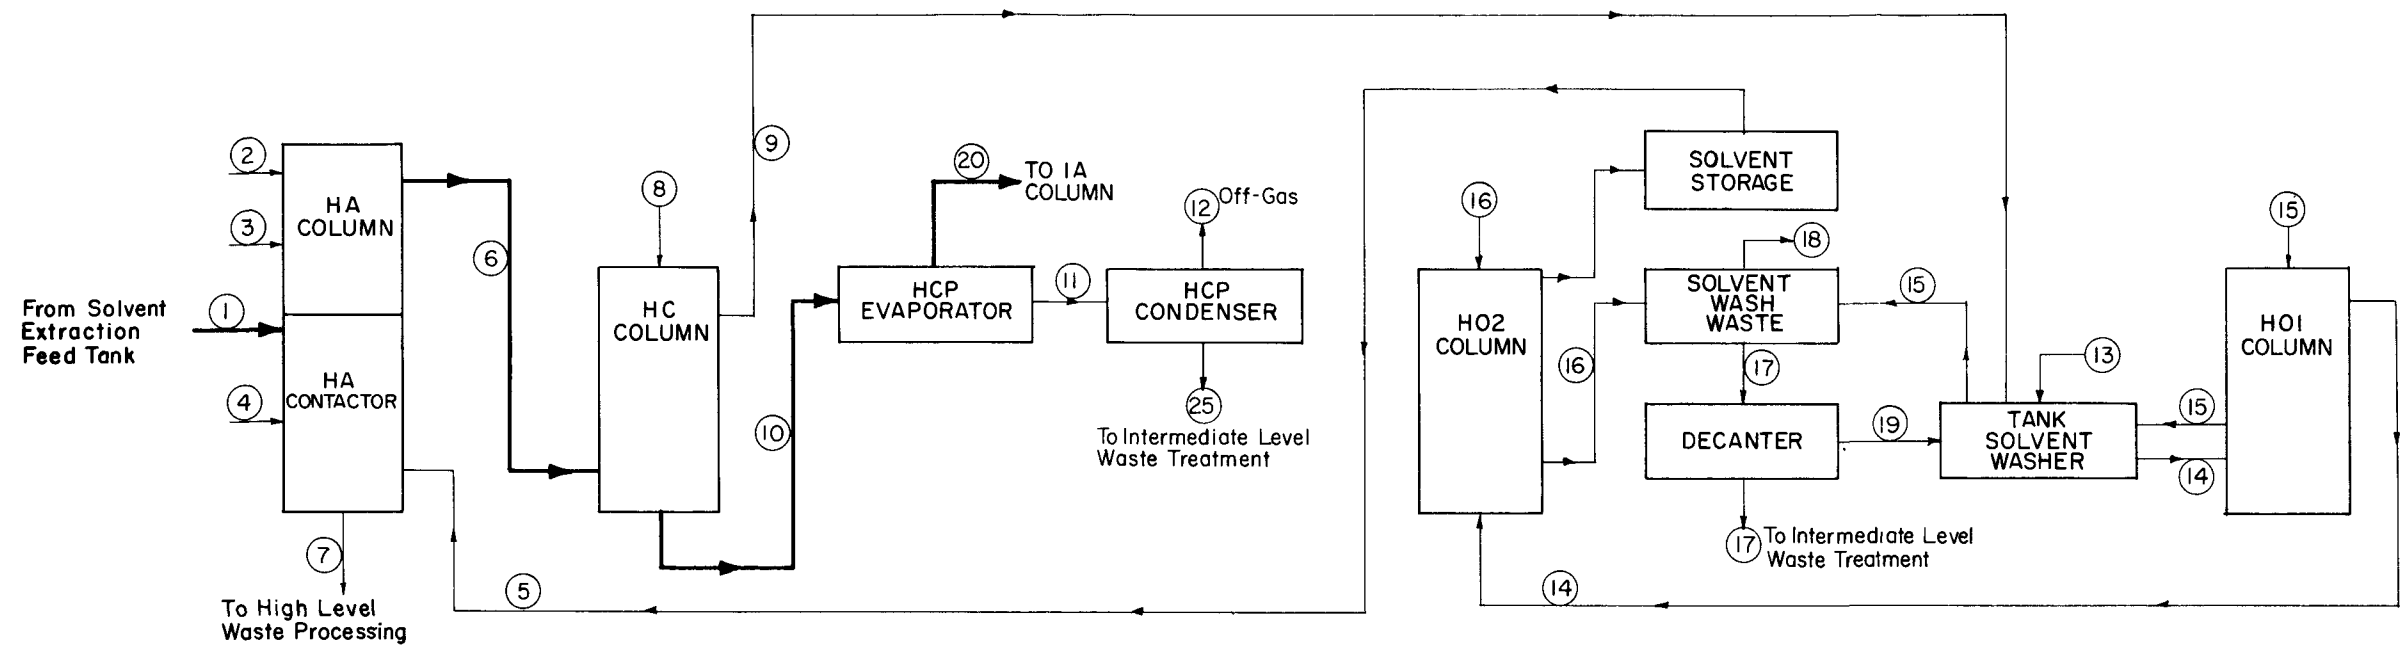 9
2
HA
COLUMN
3
From Solvent
Extraction
Feed Tank
1
4
HA
CONTACTOR
7
To High Level
Waste Processing
6
5
8
HC
COLUMN
10
20
TO 1A
COLUMN
HCP
EVAPORATOR
11
12
Off-Gas
HCP
CONDENSER
25
To Intermediate Level
Waste Treatment
16
HO2
COLUMN
16
14
SOLVENT
STORAGE
18
SOLVENT
WASH
WASTE
15
17
DECANTER
19
17
To Intermediate Level
Waste Treatment
13
TANK
SOLVENT
WASHER
15
14
15
HO1
COLUMN